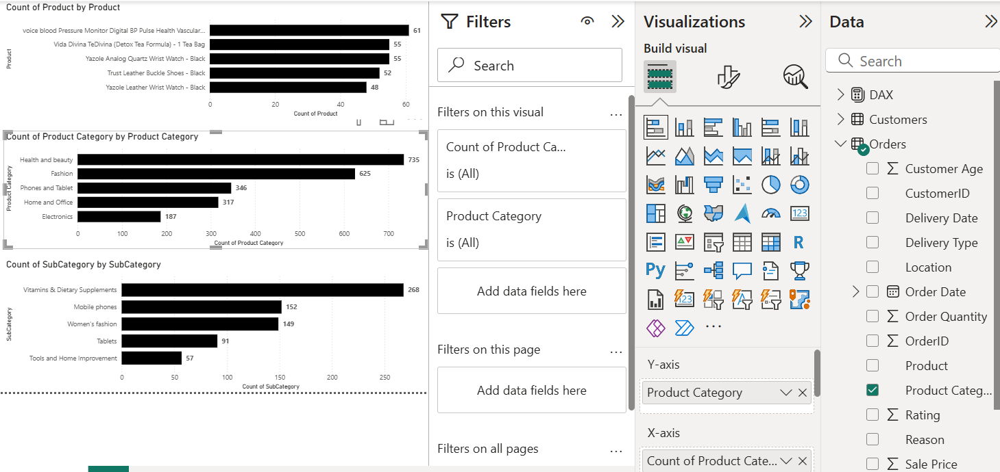 Count of Product by Product
voice blood Pressure Monitor Digital BP Pulse Health Vascular... 61
Vida Divina TeDivina (Detox Tea Formula) - 1 Tea Bag 55
Yazole Analog Quartz Wrist Watch - Black 55
Trust Leather Buckle Shoes - Black 52
Yazole Leather Wrist Watch - Black 48
Product
0 20 40 60
Count of Product
Count of Product Category by Product Category
Health and beauty 735
Fashion 625
Phones and Tablet 346
Home and Office 317
Electronics 187
Product Category
0 100 200 300 400 500 600 700
Count of Product Category
Count of SubCategory by SubCategory
Vitamins & Dietary Supplements 268
Mobile phones 152
Women's fashion 149
Tablets 91
Tools and Home Improvement 57
SubCategory
0 50 100 150 200 250
Count of SubCategory
Filters
Search
Filters on this visual ...
Count of Product Ca...
is (All)
Product Category
is (All)
Add data fields here
Filters on this page ...
Add data fields here
Filters on all pages ...
Visualizations
Build visual
123
R
Py
123
...
Y-axis
Product Category
X-axis
Count of Product Cate...
Data
Search
DAX
Customers
Orders
Σ Customer Age
CustomerID
Delivery Date
Delivery Type
Location
Order Date
Σ Order Quantity
Σ OrderID
Product
Product Categ...
Σ Rating
Reason
Σ Sale Price